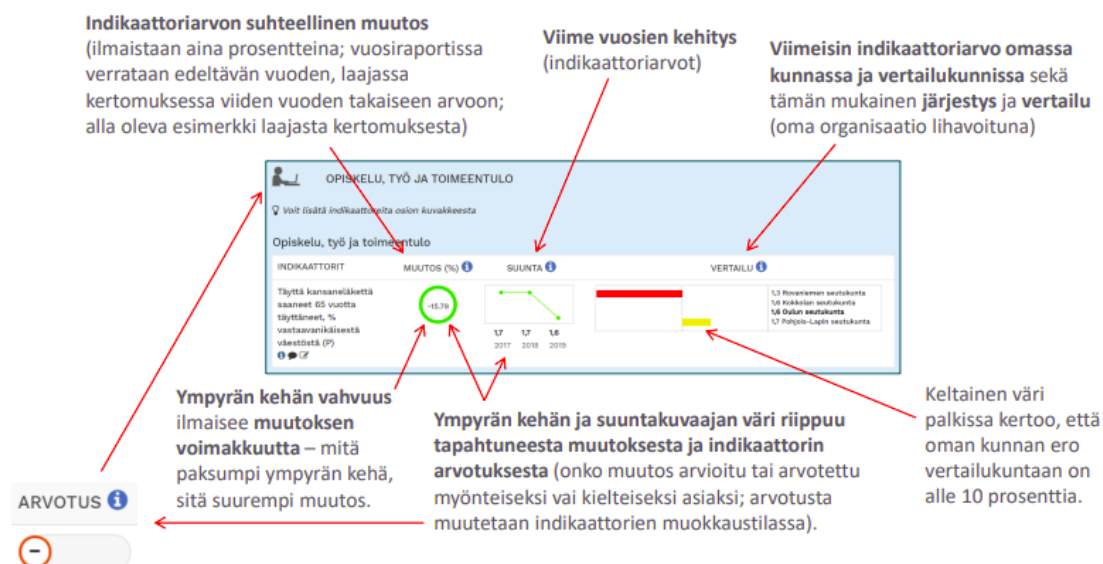 Indikaattoriarvon suhteellinen muutos
(ilmaistaan aina prosentteina; vuosiraportissa
verrataan edeltävän vuoden, laajassa
kertomuksessa viiden vuoden takaiseen arvoon;
alla oleva esimerkki laajasta kertomuksesta)
Viime vuosien kehitys
(indikaattoriarvot)
Viimeisin indikaattoriarvo omassa
kunnassa ja vertailukunnissa sekä
tämän mukainen järjestys ja vertailu
(oma organisaatio lihavoituna)
OPISKELU, TYÖ JA TOIMEENTULO
Voit lisätä indikaattoreita osion kuvakkeesta
Opiskelu, työ ja toimeentulo
INDIKAATTORIT MUUTOS (%) SUUNTA VERTAILU
Täyttä kansaneläkettä
saaneet 65 vuotta
täyttäneet, %
vastaavanikäisestä
väestöstä (P)
-15.79
1,7 1,7 1,6
2017 2018 2019
1,3 Rovaniemen seutukunta
1,6 Kokkolan seutukunta
1,6 Oulun seutukunta
1,7 Pohjois-Lapin seutukunta
Ympyrän kehän vahvuus
ilmaisee muutoksen
voimakkuutta – mitä
paksumpi ympyrän kehä,
sitä suurempi muutos.
Ympyrän kehän ja suuntakuvaajan väri riippuu
tapahtuneesta muutoksesta ja indikaattorin
arvotuksesta (onko muutos arvioitu tai arvotettu
myönteiseksi vai kielteiseksi asiaksi; arvotusta
muutetaan indikaattorien muokkaustilassa).
Keltainen väri
palkissa kertoo, että
oman kunnan ero
vertailukuntaan on
alle 10 prosenttia.
ARVOTUS